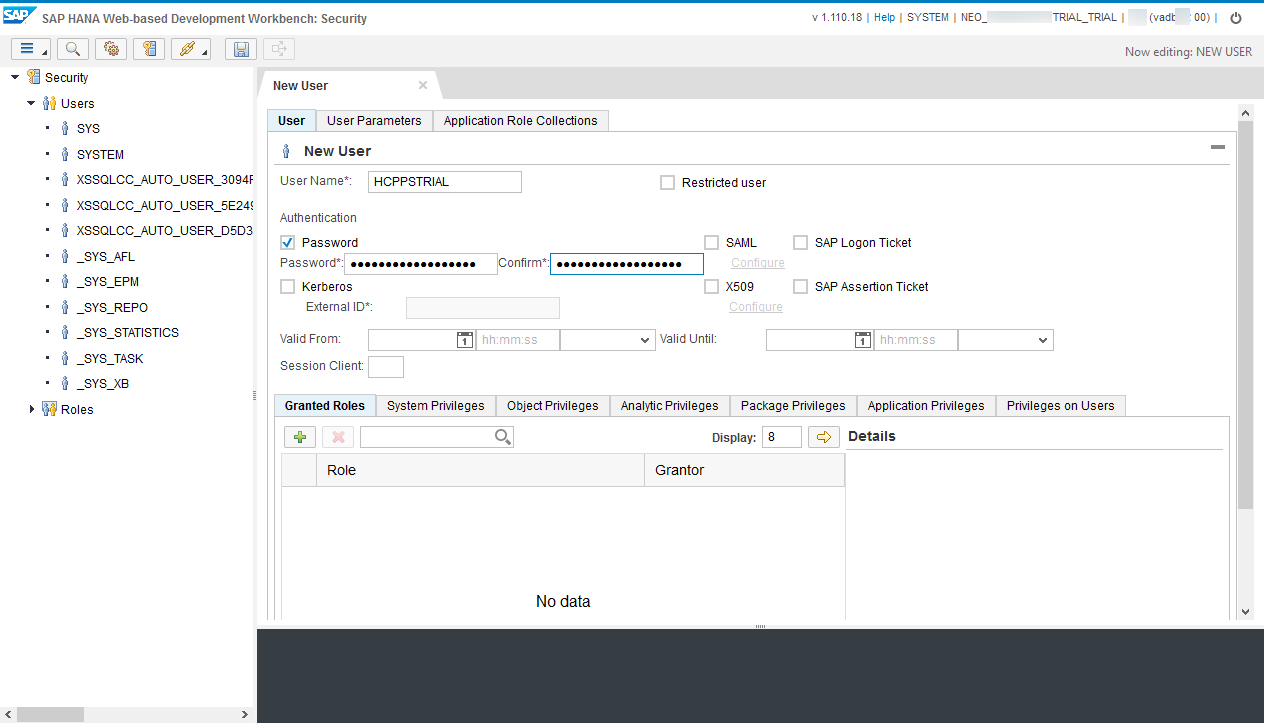 SAP SAP HANA Web-based Development Workbench: Security
v 1.110.18 | Help | SYSTEM | NEO_ TRIAL_TRIAL | (vadb : 00) |
Now editing: NEW USER
Security
Users
SYS
SYSTEM
XSSQLCC_AUTO_USER_3094F
XSSQLCC_AUTO_USER_5E249
XSSQLCC_AUTO_USER_D5D3
_SYS_AFL
_SYS_EPM
_SYS_REPO
_SYS_STATISTICS
_SYS_TASK
_SYS_XB
Roles
New User
User User Parameters Application Role Collections
New User
User Name*: HCPPSTRIAL Restricted user
Authentication
Password SAML SAP Logon Ticket
Password*: ●●●●●●●●●●●●●●●●●● Confirm*: ●●●●●●●●●●●●●●●●●● Configure
Kerberos X509 SAP Assertion Ticket
External ID*: Configure
Valid From: 1 hh:mm:ss Valid Until: 1 hh:mm:ss
Session Client:
Granted Roles System Privileges Object Privileges Analytic Privileges Package Privileges Application Privileges Privileges on Users
Display: 8 Details
Role Grantor
No data